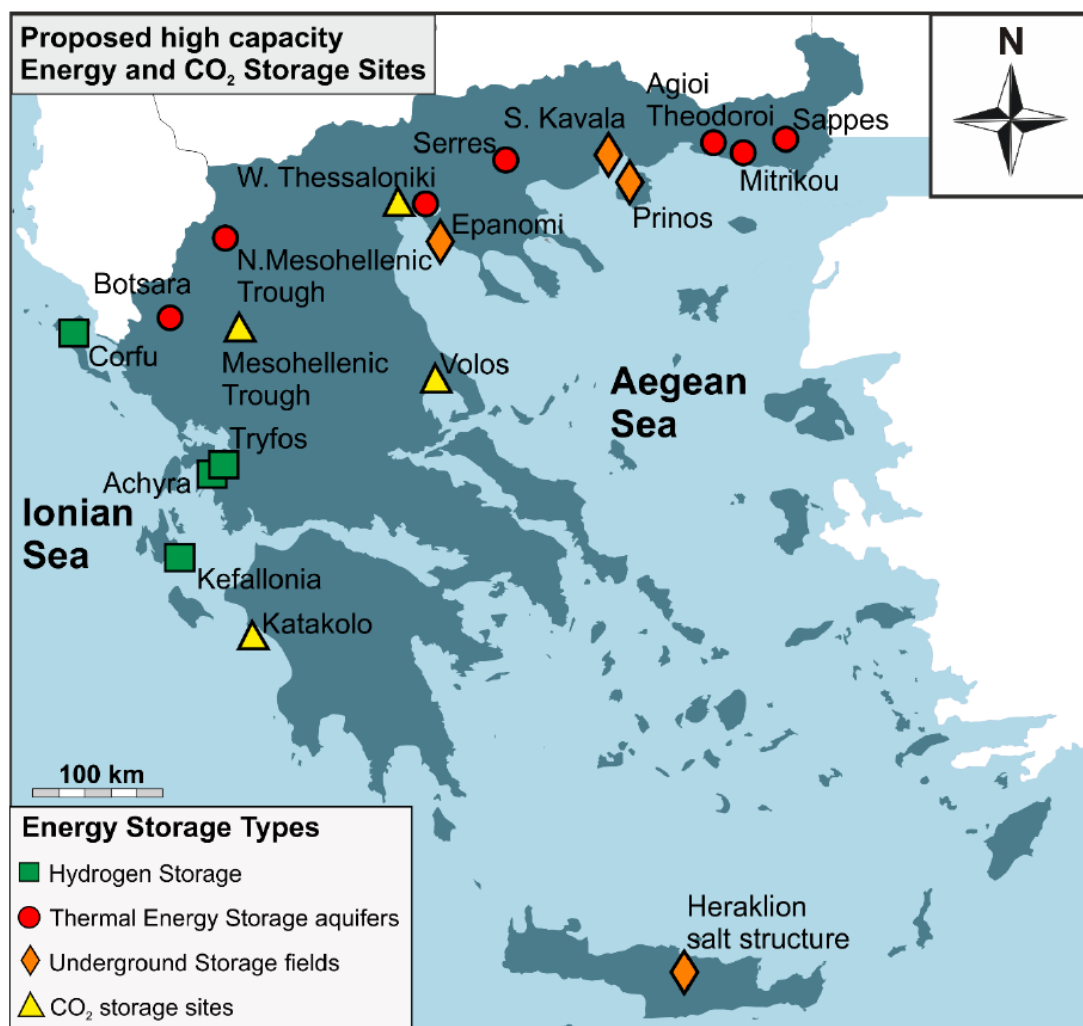 Proposed high capacity
Energy and CO₂ Storage Sites
N
Agioi
Theodoroi
Sappes
S. Kavala
Serres
Mitrikou
W. Thessaloniki
Prinos
Epanomi
N.Mesohellenic
Trough
Botsara
Corfu
Mesohellenic
Trough
Volos
Aegean
Sea
Tryfos
Achyra
Ionian
Sea
Kefallonia
Katakolo
100 km
Energy Storage Types
Hydrogen Storage
Thermal Energy Storage aquifers
Underground Storage fields
CO₂ storage sites
Heraklion
salt structure